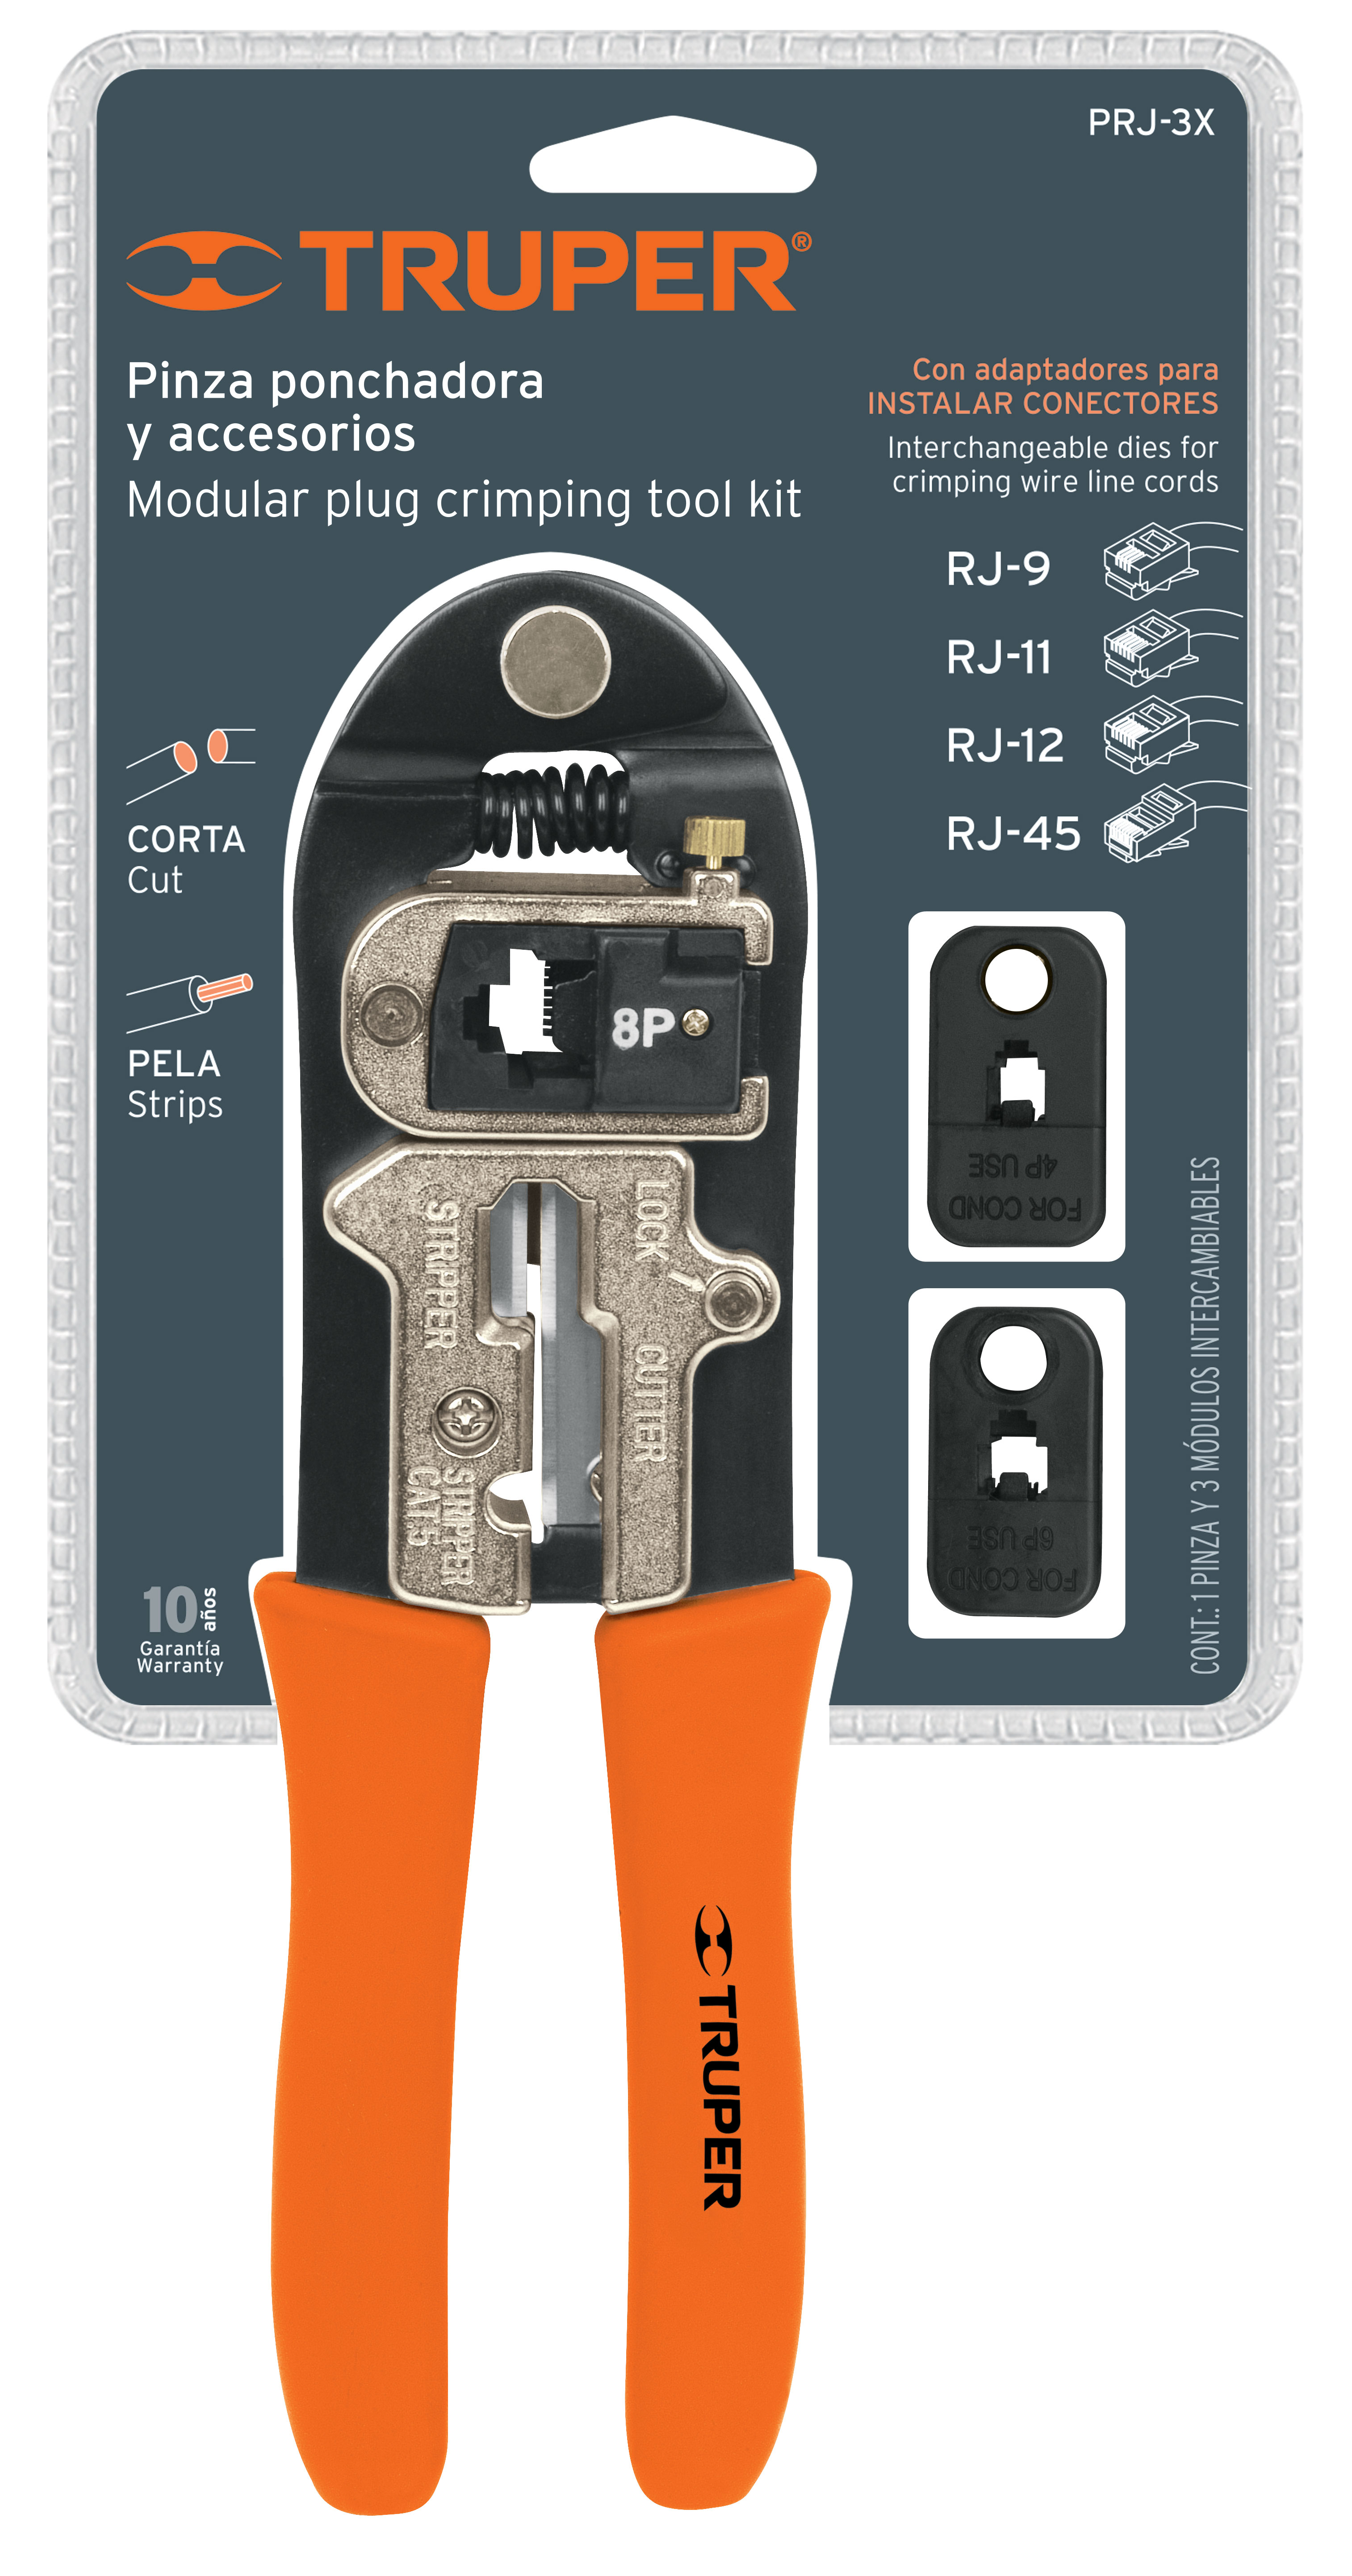 PRJ-3X
TRUPER®
Pinza ponchadora
y accesorios
Modular plug crimping tool kit
Con adaptadores para
INSTALAR CONECTORES
Interchangeable dies for
crimping wire line cords
RJ-9
RJ-11
RJ-12
RJ-45
CORTA
Cut
PELA
Strips
8P
LOCK
STRIPPER
CUTTER
STRIPPER
CAT5
4P USE
FOR COND
6P USE
FOR COND
CONT.: 1 PINZA Y 3 MÓDULOS INTERCAMBIABLES
10 años
Garantía
Warranty
TRUPER